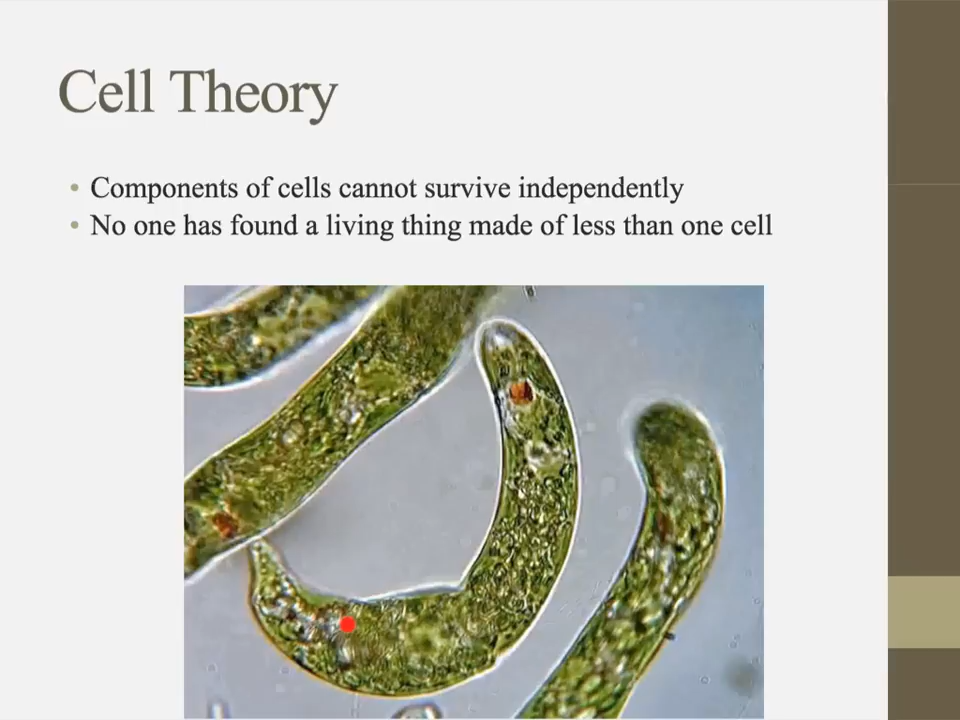 Cell Theory
• Components of cells cannot survive independently
• No one has found a living thing made of less than one cell